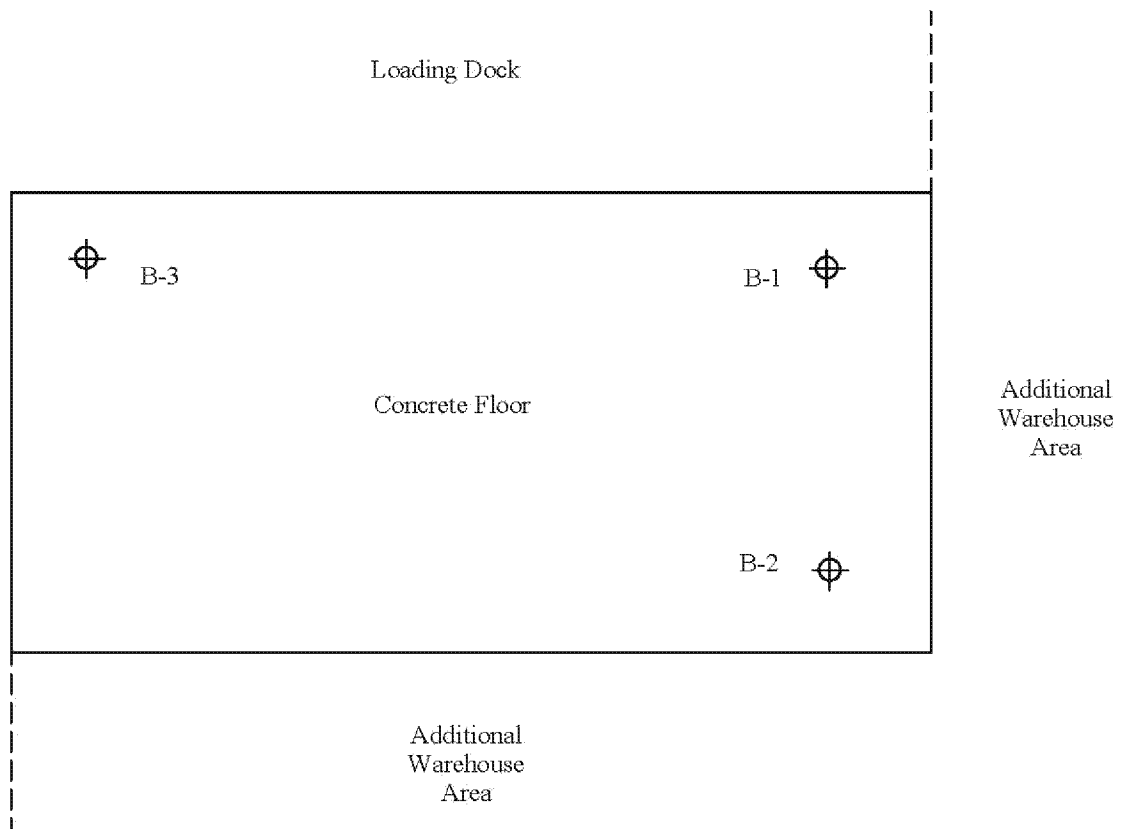 Loading Dock
B-3
B-1
Concrete Floor
Additional
Warehouse
Area
B-2
Additional
Warehouse
Area